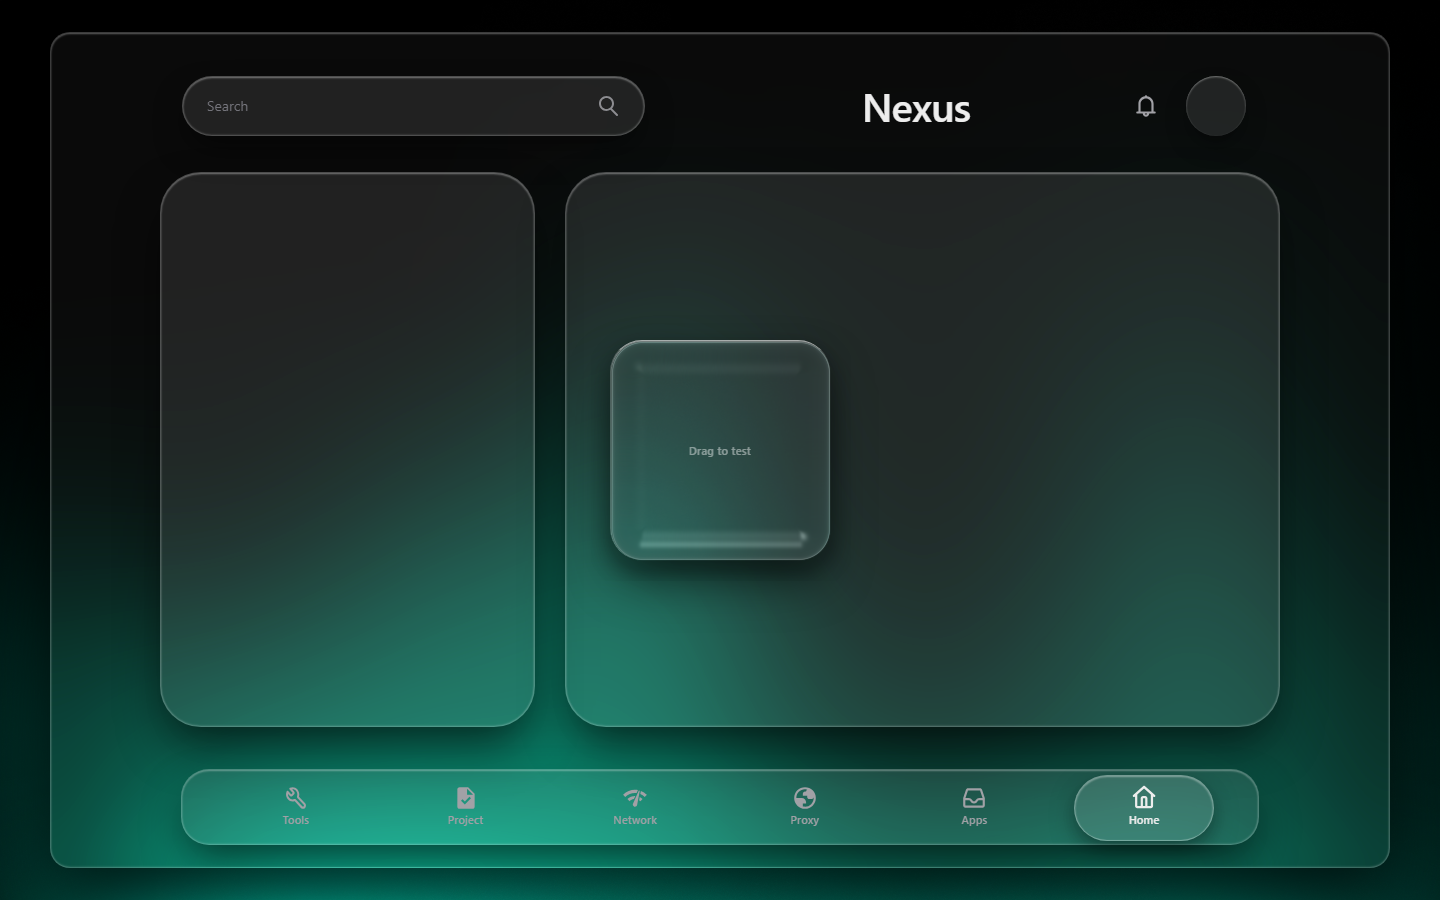 Search
Nexus
Drag to test
Tools
Project
Network
Proxy
Apps
Home